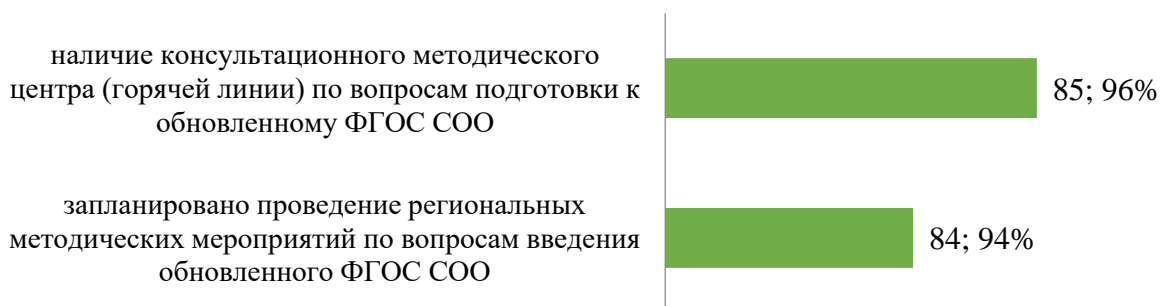 наличие консультационного методического
центра (горячей линии) по вопросам подготовки к
обновленному ФГОС СОО
85; 96%
запланировано проведение региональных
методических мероприятий по вопросам введения
обновленного ФГОС СОО
84; 94%